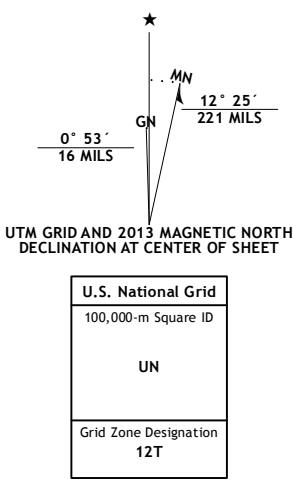 ★
MN
GN
12° 25´
221 MILS
0° 53´
16 MILS
UTM GRID AND 2013 MAGNETIC NORTH
DECLINATION AT CENTER OF SHEET
U.S. National Grid
100,000-m Square ID
UN
Grid Zone Designation
12T